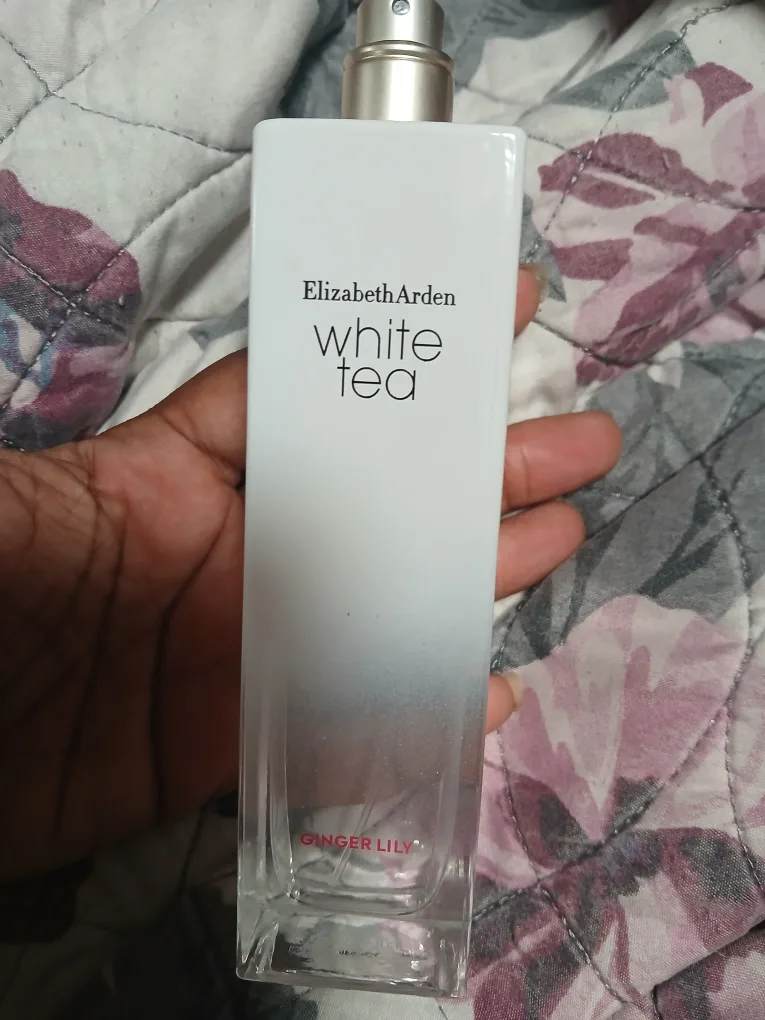 ElizabethArden
white
tea
GINGER LILY